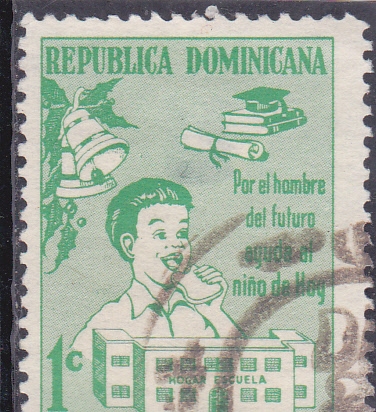 REPUBLICA DOMINICANA
Por el hombre
del futuro
ayude al
niño de Hoy
1c
HOGAR ESCUELA